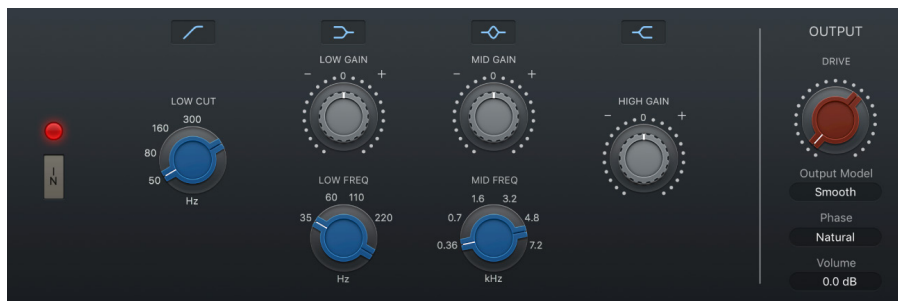 OUTPUT
LOW GAIN
MID GAIN
DRIVE
- 0 +
- 0 +
LOW CUT
HIGH GAIN
300
160
80
50
Hz
- 0 +
IN
LOW FREQ
MID FREQ
60 110
35 220
Hz
1.6 3.2
0.7 4.8
0.36 7.2
kHz
Output Model
Smooth
Phase
Natural
Volume
0.0 dB